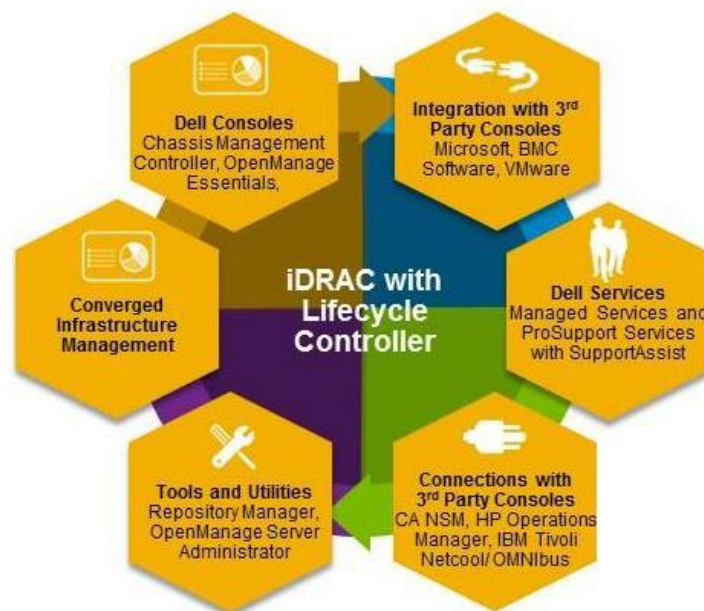 Dell Consoles
Chassis Management
Controller, OpenManage
Essentials,
Integration with 3rd
Party Consoles
Microsoft, BMC
Software, VMware
Converged
Infrastructure
Management
iDRAC with
Lifecycle
Controller
Dell Services
Managed Services and
ProSupport Services
with SupportAssist
Tools and Utilities
Repository Manager,
OpenManage Server
Administrator
Connections with
3rd Party Consoles
CA NSM, HP Operations
Manager, IBM Tivoli
Netcool/ OMNIbus